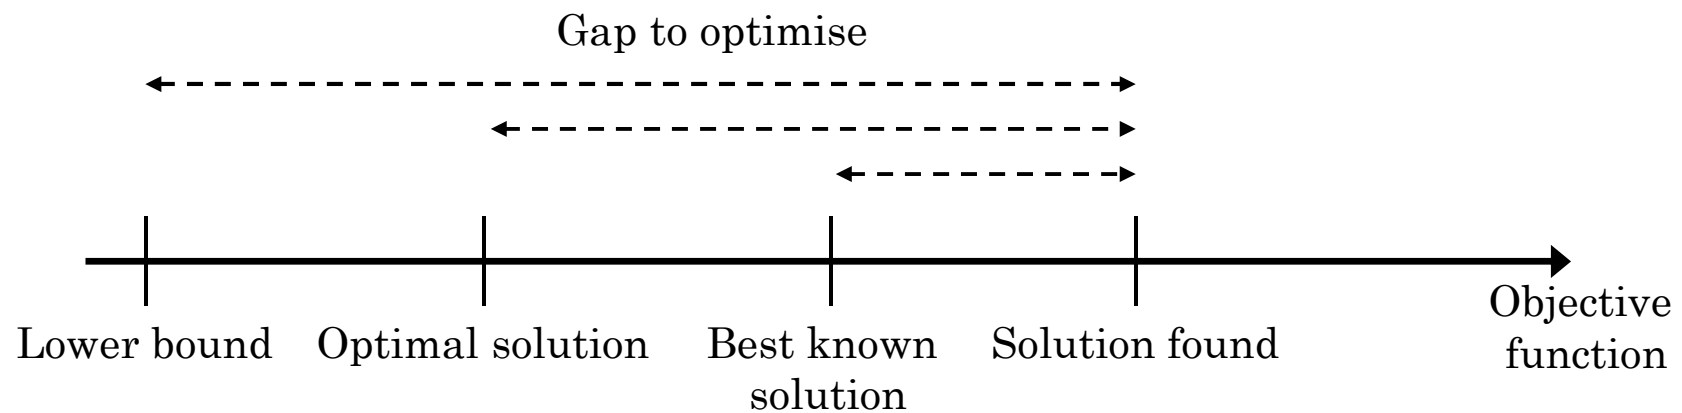 Gap to optimise
Lower bound
Optimal solution
Best known
solution
Solution found
Objective
function